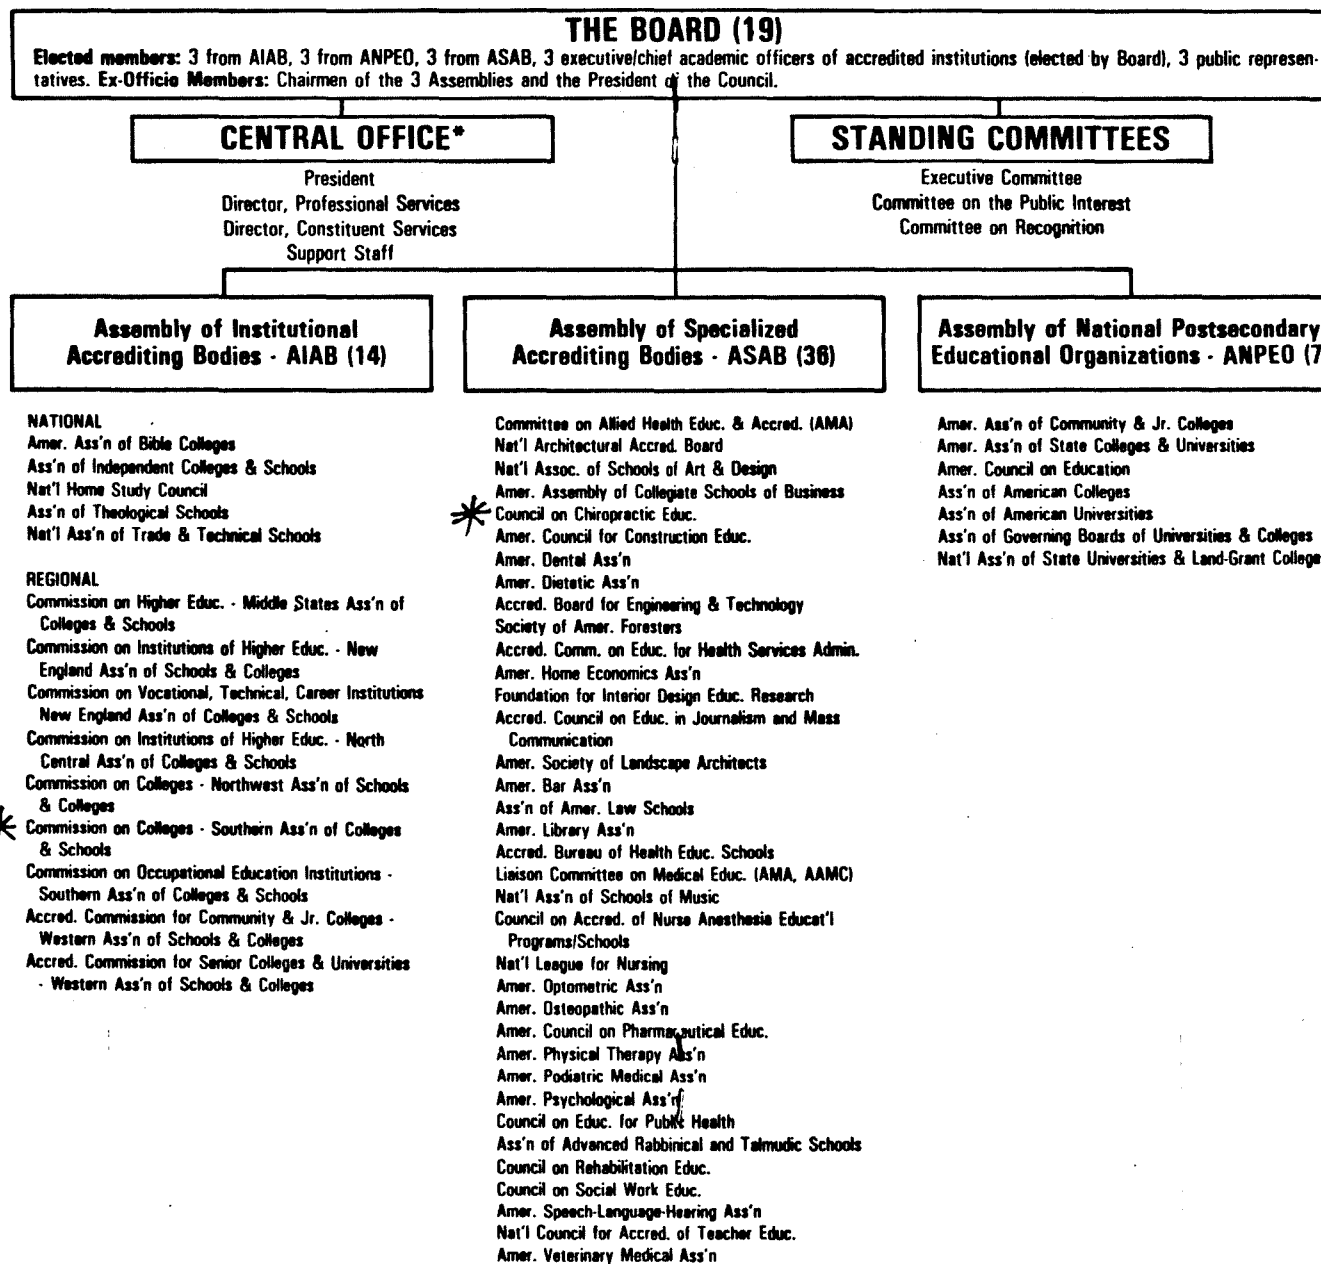 THE BOARD (19)
Elected members: 3 from AIAB, 3 from ANPEO, 3 from ASAB, 3 executive/chief academic officers of accredited institutions (elected by Board), 3 public represen-
tatives. Ex-Officio Members: Chairmen of the 3 Assemblies and the President of the Council.
CENTRAL OFFICE*
President
Director, Professional Services
Director, Constituent Services
Support Staff
STANDING COMMITTEES
Executive Committee
Committee on the Public Interest
Committee on Recognition
Assembly of Institutional
Accrediting Bodies - AIAB (14)
NATIONAL
Amer. Ass'n of Bible Colleges
Ass'n of Independent Colleges & Schools
Nat'l Home Study Council
Ass'n of Theological Schools
Nat'l Ass'n of Trade & Technical Schools
REGIONAL
Commission on Higher Educ. - Middle States Ass'n of
Colleges & Schools
Commission on Institutions of Higher Educ. - New
England Ass'n of Schools & Colleges
Commission on Vocational, Technical, Career Institutions
New England Ass'n of Colleges & Schools
Commission on Institutions of Higher Educ. - North
Central Ass'n of Colleges & Schools
Commission on Colleges - Northwest Ass'n of Schools
& Colleges
* Commission on Colleges - Southern Ass'n of Colleges
& Schools
Commission on Occupational Education Institutions -
Southern Ass'n of Colleges & Schools
Accred. Commission for Community & Jr. Colleges -
Western Ass'n of Schools & Colleges
Accred. Commission for Senior Colleges & Universities
- Western Ass'n of Schools & Colleges
Assembly of Specialized
Accrediting Bodies - ASAB (36)
Committee on Allied Health Educ. & Accred. (AMA)
Nat'l Architectural Accred. Board
Nat'l Assoc. of Schools of Art & Design
Amer. Assembly of Collegiate Schools of Business
* Council on Chiropractic Educ.
Amer. Council for Construction Educ.
Amer. Dental Ass'n
Amer. Dietetic Ass'n
Accred. Board for Engineering & Technology
Society of Amer. Foresters
Accred. Comm. on Educ. for Health Services Admin.
Amer. Home Economics Ass'n
Foundation for Interior Design Educ. Research
Accred. Council on Educ. in Journalism and Mass
Communication
Amer. Society of Landscape Architects
Amer. Bar Ass'n
Ass'n of Amer. Law Schools
Amer. Library Ass'n
Accred. Bureau of Health Educ. Schools
Liaison Committee on Medical Educ. (AMA, AAMC)
Nat'l Ass'n of Schools of Music
Council on Accred. of Nurse Anesthesia Educat'l
Programs/Schools
Nat'l League for Nursing
Amer. Optometric Ass'n
Amer. Osteopathic Ass'n
Amer. Council on Pharmaceutical Educ.
Amer. Physical Therapy Ass'n
Amer. Podiatric Medical Ass'n
Amer. Psychological Ass'n
Council on Educ. for Public Health
Ass'n of Advanced Rabbinical and Talmudic Schools
Council on Rehabilitation Educ.
Council on Social Work Educ.
Amer. Speech-Language-Hearing Ass'n
Nat'l Council for Accred. of Teacher Educ.
Amer. Veterinary Medical Ass'n
Assembly of National Postsecondary
Educational Organizations - ANPEO (7
Amer. Ass'n of Community & Jr. Colleges
Amer. Ass'n of State Colleges & Universities
Amer. Council on Education
Ass'n of American Colleges
Ass'n of American Universities
Ass'n of Governing Boards of Universities & Colleges
Nat'l Ass'n of State Universities & Land-Grant College